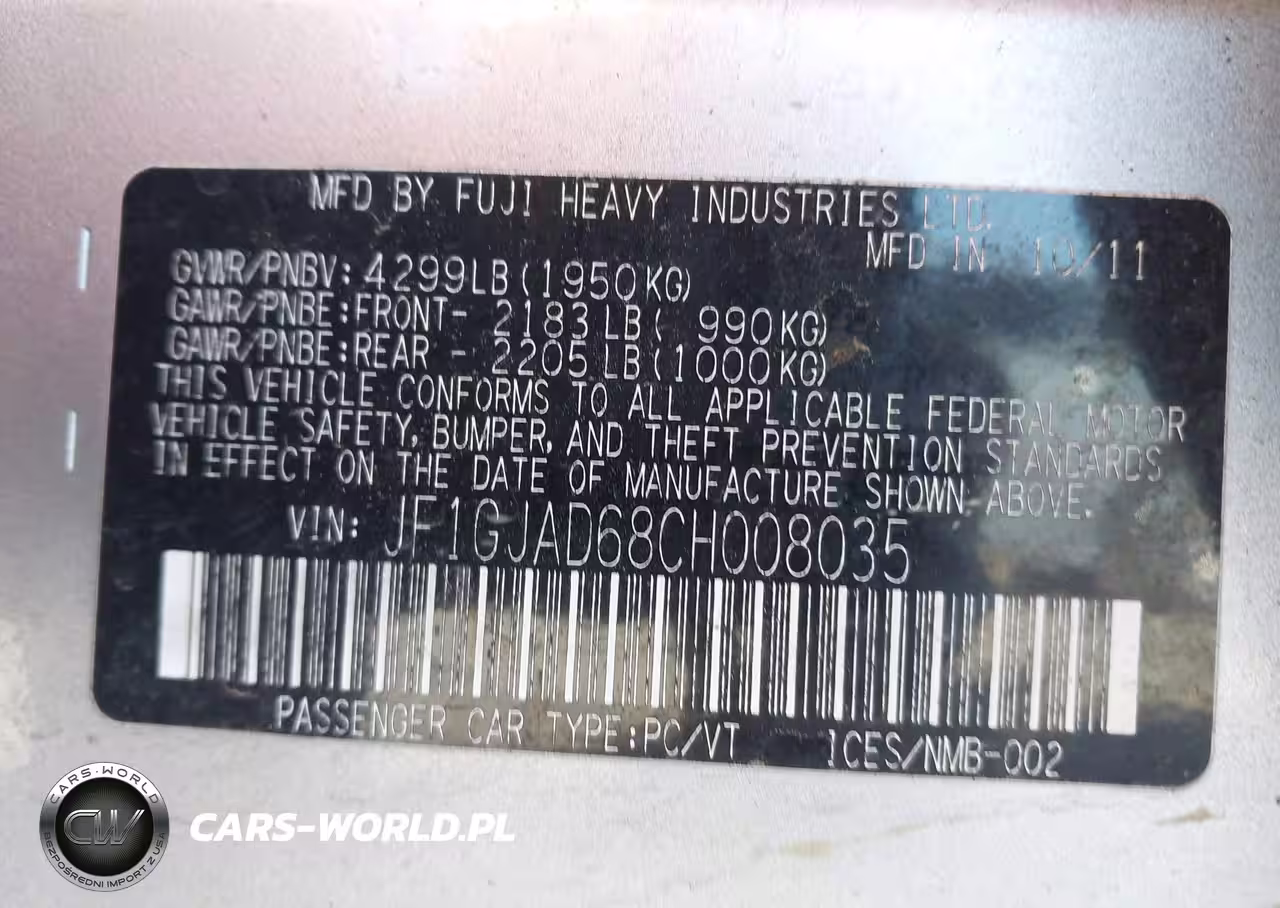 MFD BY FUJI HEAVY INDUSTRIES LTD.
MFD IN 10/11
GVWR/PNBV: 4299LB(1950KG)
GAWR/PNBE:FRONT- 2183LB( 990KG)
GAWR/PNBE:REAR - 2205LB(1000KG)
THIS VEHICLE CONFORMS TO ALL APPLICABLE FEDERAL MOTOR
VEHICLE SAFETY, BUMPER, AND THEFT PREVENTION STANDARDS
IN EFFECT ON THE DATE OF MANUFACTURE SHOWN ABOVE.
VIN: JF1GJAD68CH008035
PASSENGER CAR TYPE:PC/VT ICES/NMB-002
CARS-WORLD
CW
BEZPOŚREDNI IMPORT Z USA
CARS-WORLD.PL